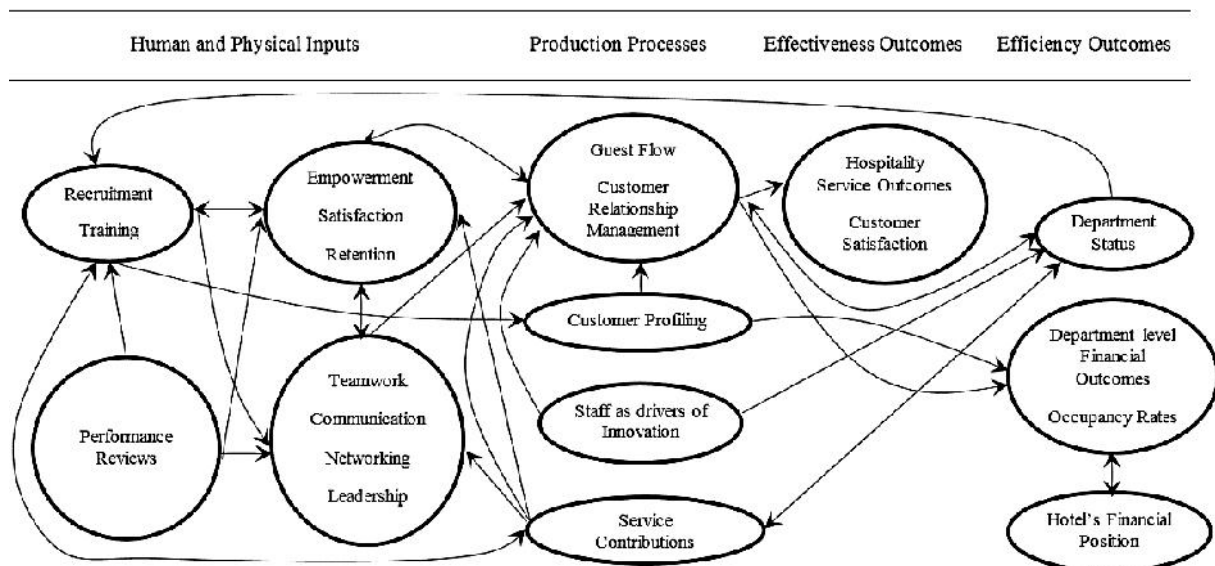 Human and Physical Inputs
Production Processes
Effectiveness Outcomes
Efficiency Outcomes
Recruitment
Training
Empowerment
Satisfaction
Retention
Guest Flow
Customer
Relationship
Management
Hospitality
Service Outcomes
Customer
Satisfaction
Department
Status
Customer Profiling
Performance
Reviews
Teamwork
Communication
Networking
Leadership
Staff as drivers of
Innovation
Department level
Financial
Outcomes
Occupancy Rates
Service
Contributions
Hotel's Financial
Position